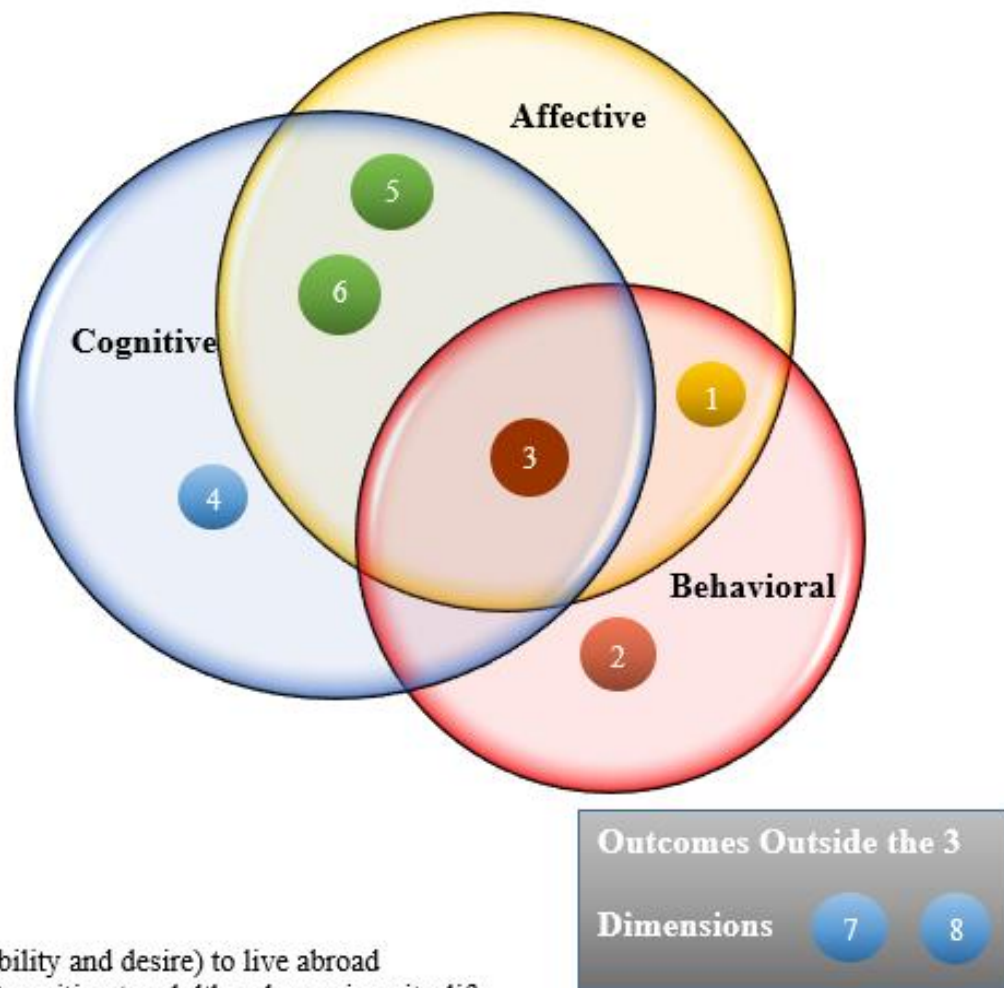 Affective
5
6
Cognitive
1
3
4
Behavioral
2
Outcomes Outside the 3
Dimensions 7 8
bility and desire) to live abroad